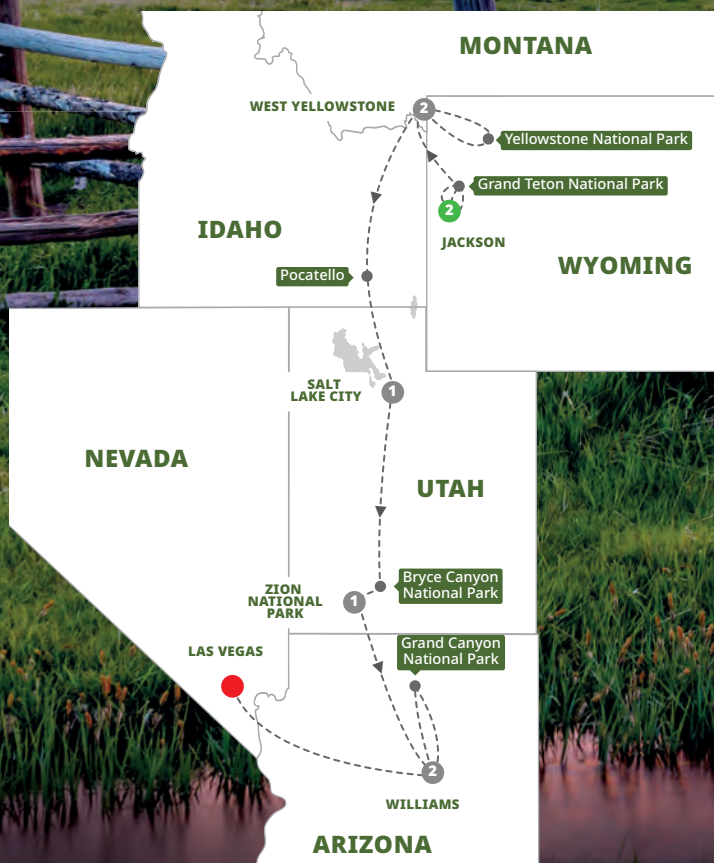 MONTANA
WEST YELLOWSTONE
2
Yellowstone National Park
Grand Teton National Park
2
JACKSON
IDAHO
WYOMING
Pocatello
SALT
LAKE CITY
1
NEVADA
UTAH
Bryce Canyon
National Park
ZION
NATIONAL
PARK
1
Grand Canyon
National Park
LAS VEGAS
2
WILLIAMS
ARIZONA